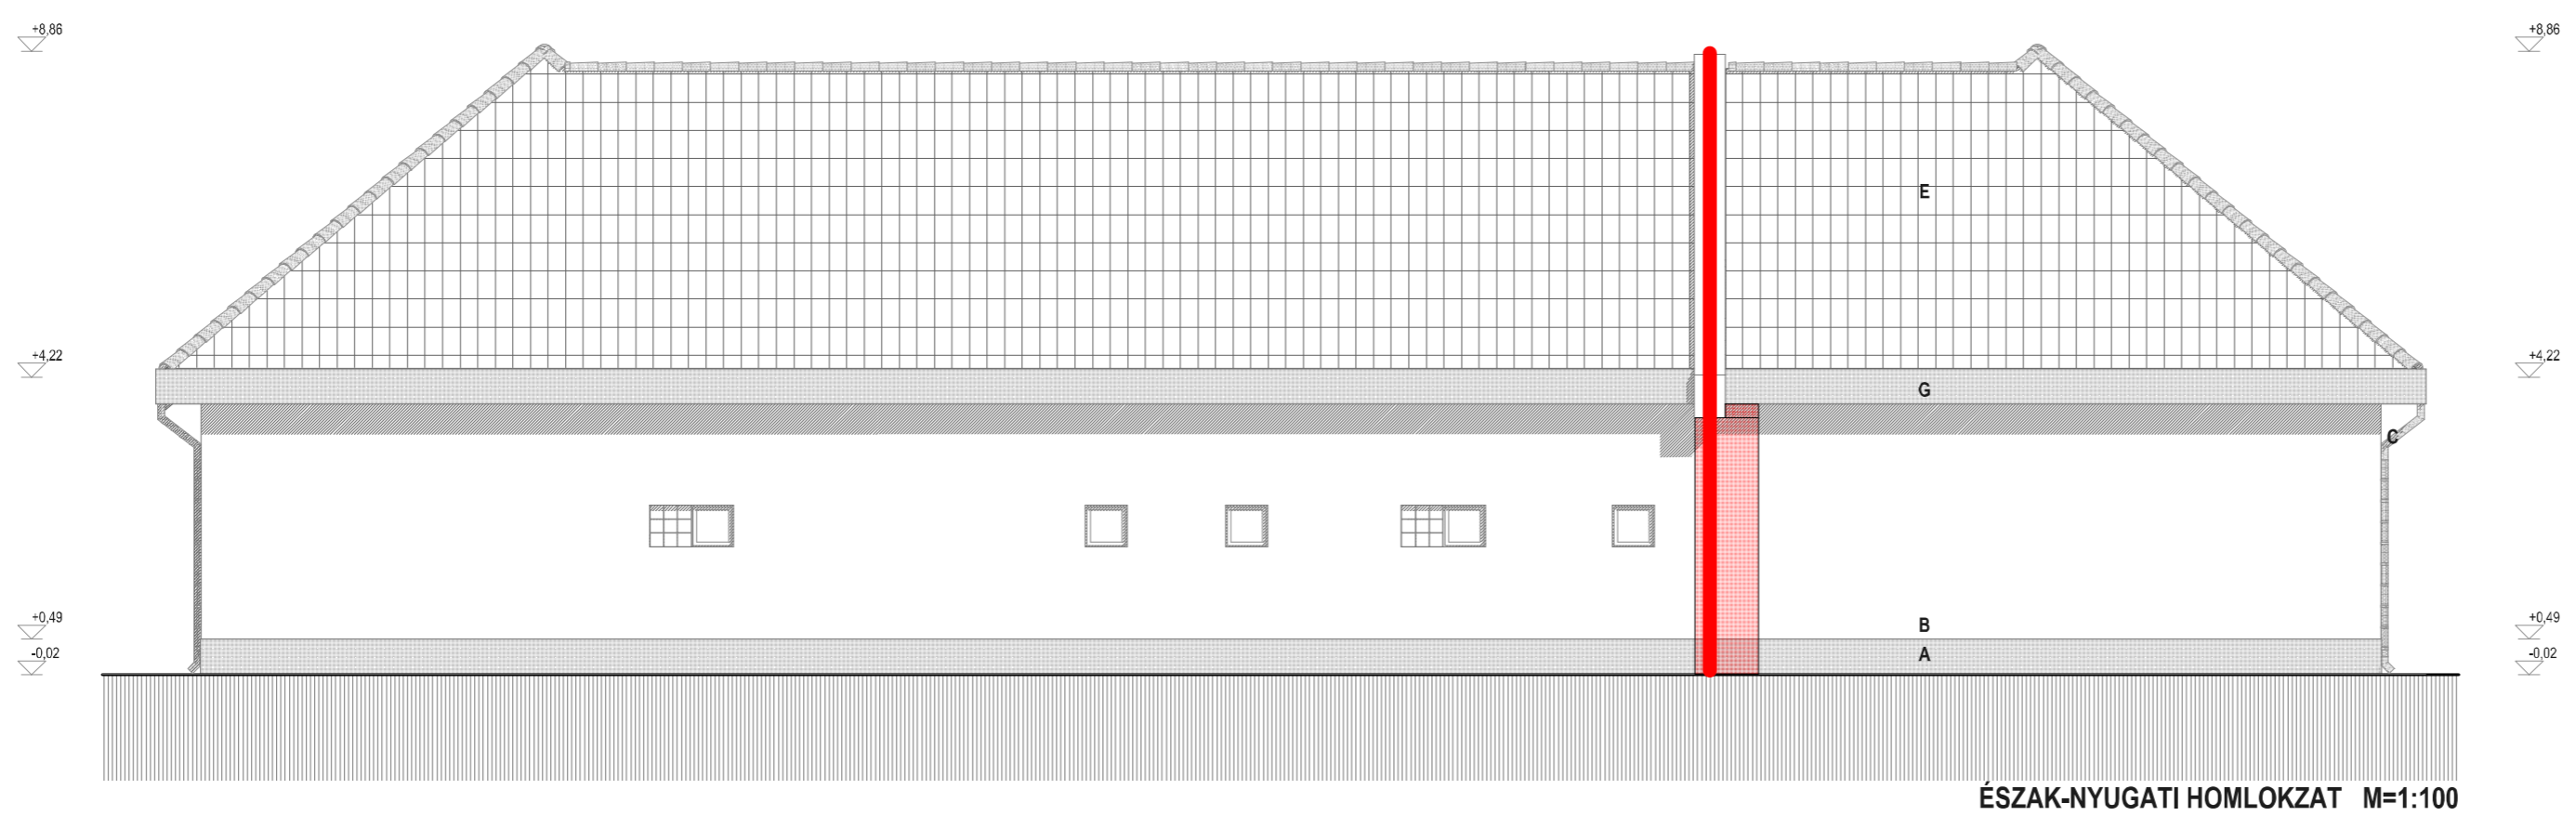 +8,86
+8,86
E
+4,22
+4,22
G
C
+0,49
+0,49
B
-0,02
-0,02
A
ÉSZAK-NYUGATI HOMLOKZAT M=1:100